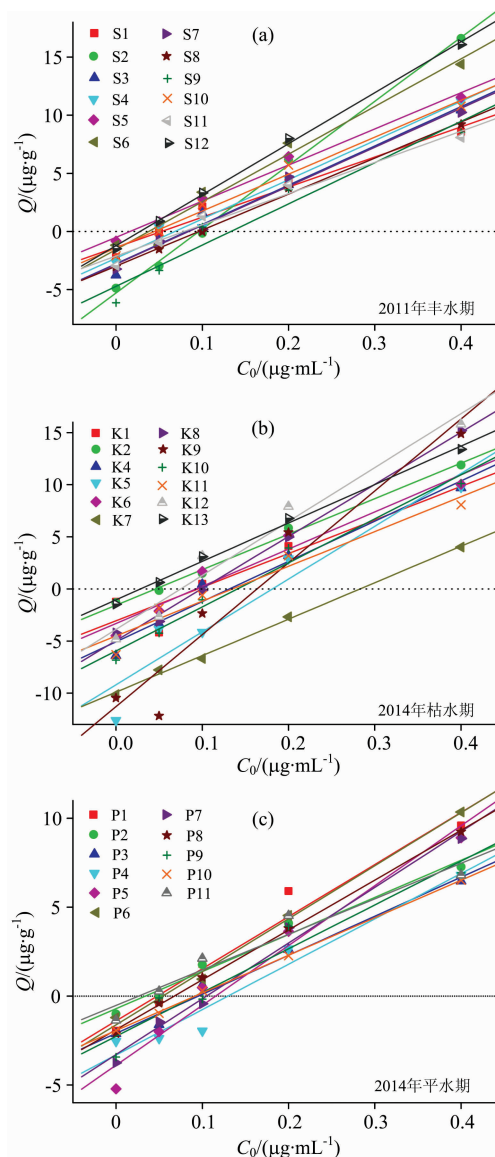 (a)
S1 S7
S2 S8
S3 S9
S4 S10
S5 S11
S6 S12
Q/(μg·g⁻¹)
20
15
10
5
0
-5
2011年丰水期
0 0.1 0.2 0.3 0.4
C₀/(μg·mL⁻¹)
(b)
K1 K8
K2 K9
K4 K10
K5 K11
K6 K12
K7 K13
Q/(μg·g⁻¹)
15
10
5
0
-5
-10
2014年枯水期
0.0 0.1 0.2 0.3 0.4
C₀/(μg·mL⁻¹)
(c)
P1 P7
P2 P8
P3 P9
P4 P10
P5 P11
P6
Q/(μg·g⁻¹)
10
5
0
-5
2014年平水期
0 0.1 0.2 0.3 0.4
C₀/(μg·mL⁻¹)